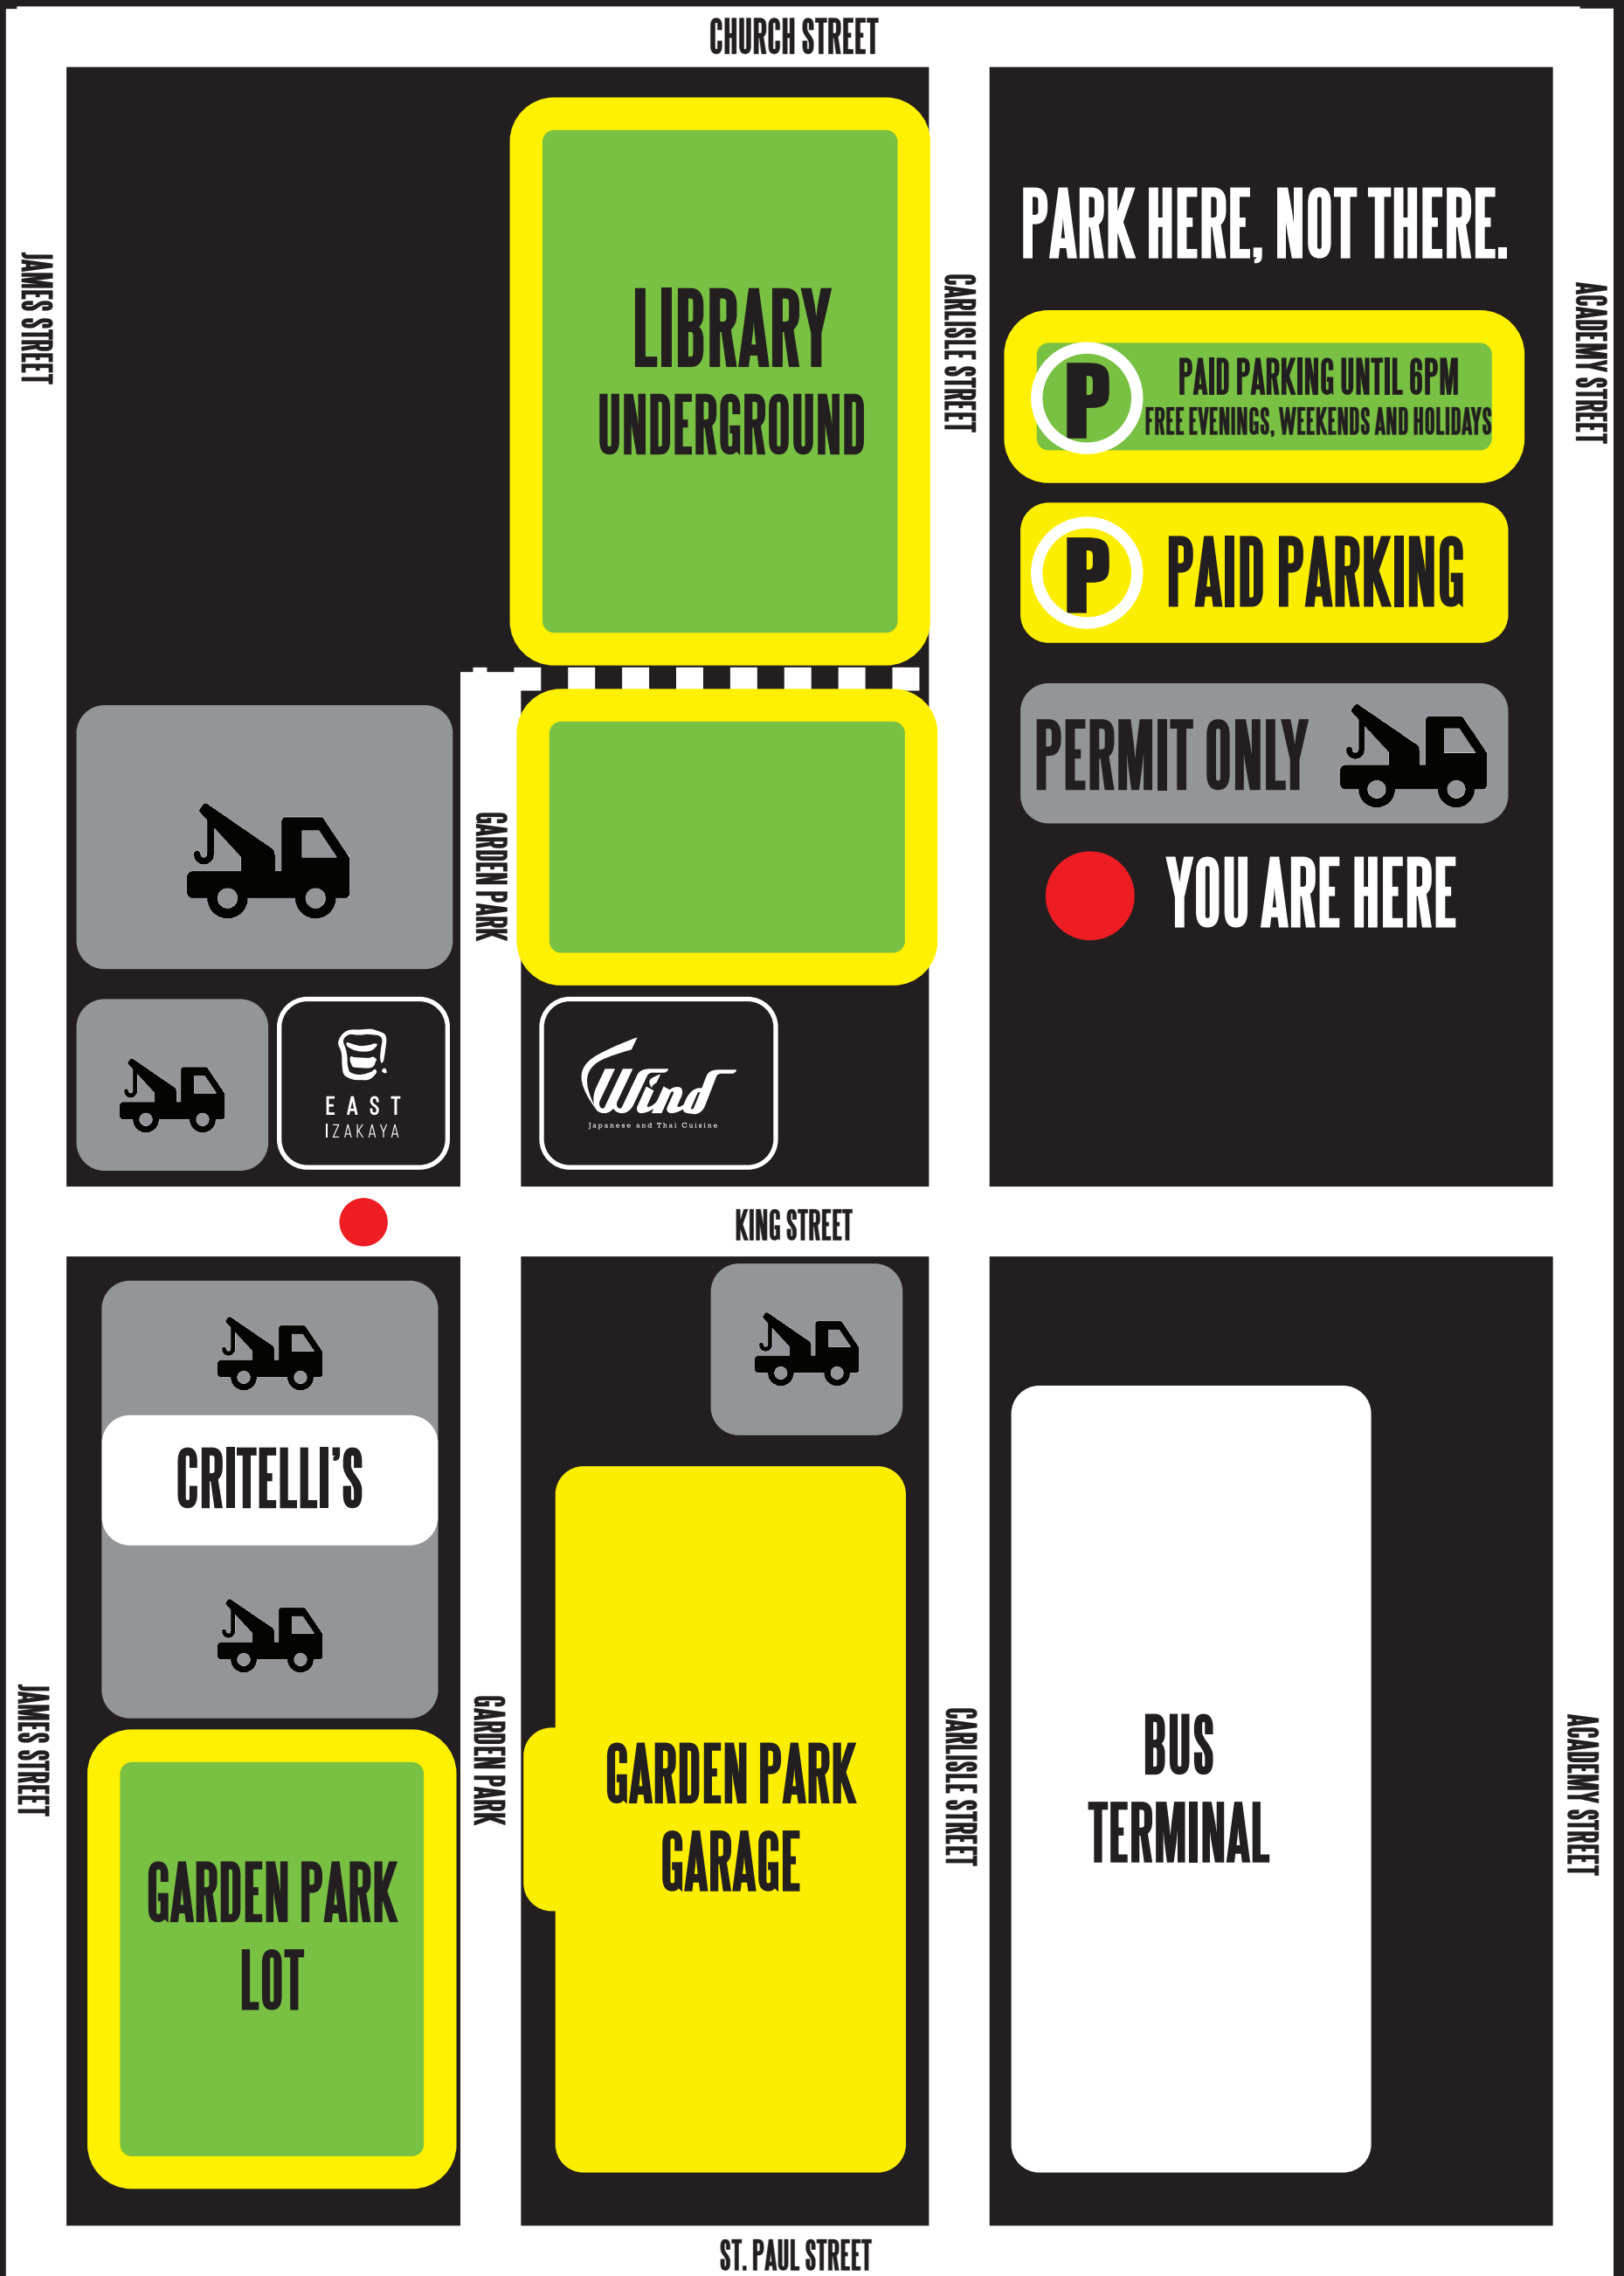 CHURCH STREET
JAMES STREET
LIBRARY
UNDERGROUND
CARLISLE STREET
PARK HERE, NOT THERE.
P
PAID PARKING UNTIL 6PM
FREE EVENINGS, WEEKENDS AND HOLIDAYS
P
PAID PARKING
PERMIT ONLY
YOU ARE HERE
ACADEMY STREET
GARDEN PARK
EAST
IZAKAYA
Wind
Japanese and Thai Cuisine
KING STREET
CRITELLI'S
JAMES STREET
GARDEN PARK
LOT
GARDEN PARK
GARDEN PARK
GARAGE
CARLISLE STREET
BUS
TERMINAL
ACADEMY STREET
ST. PAUL STREET